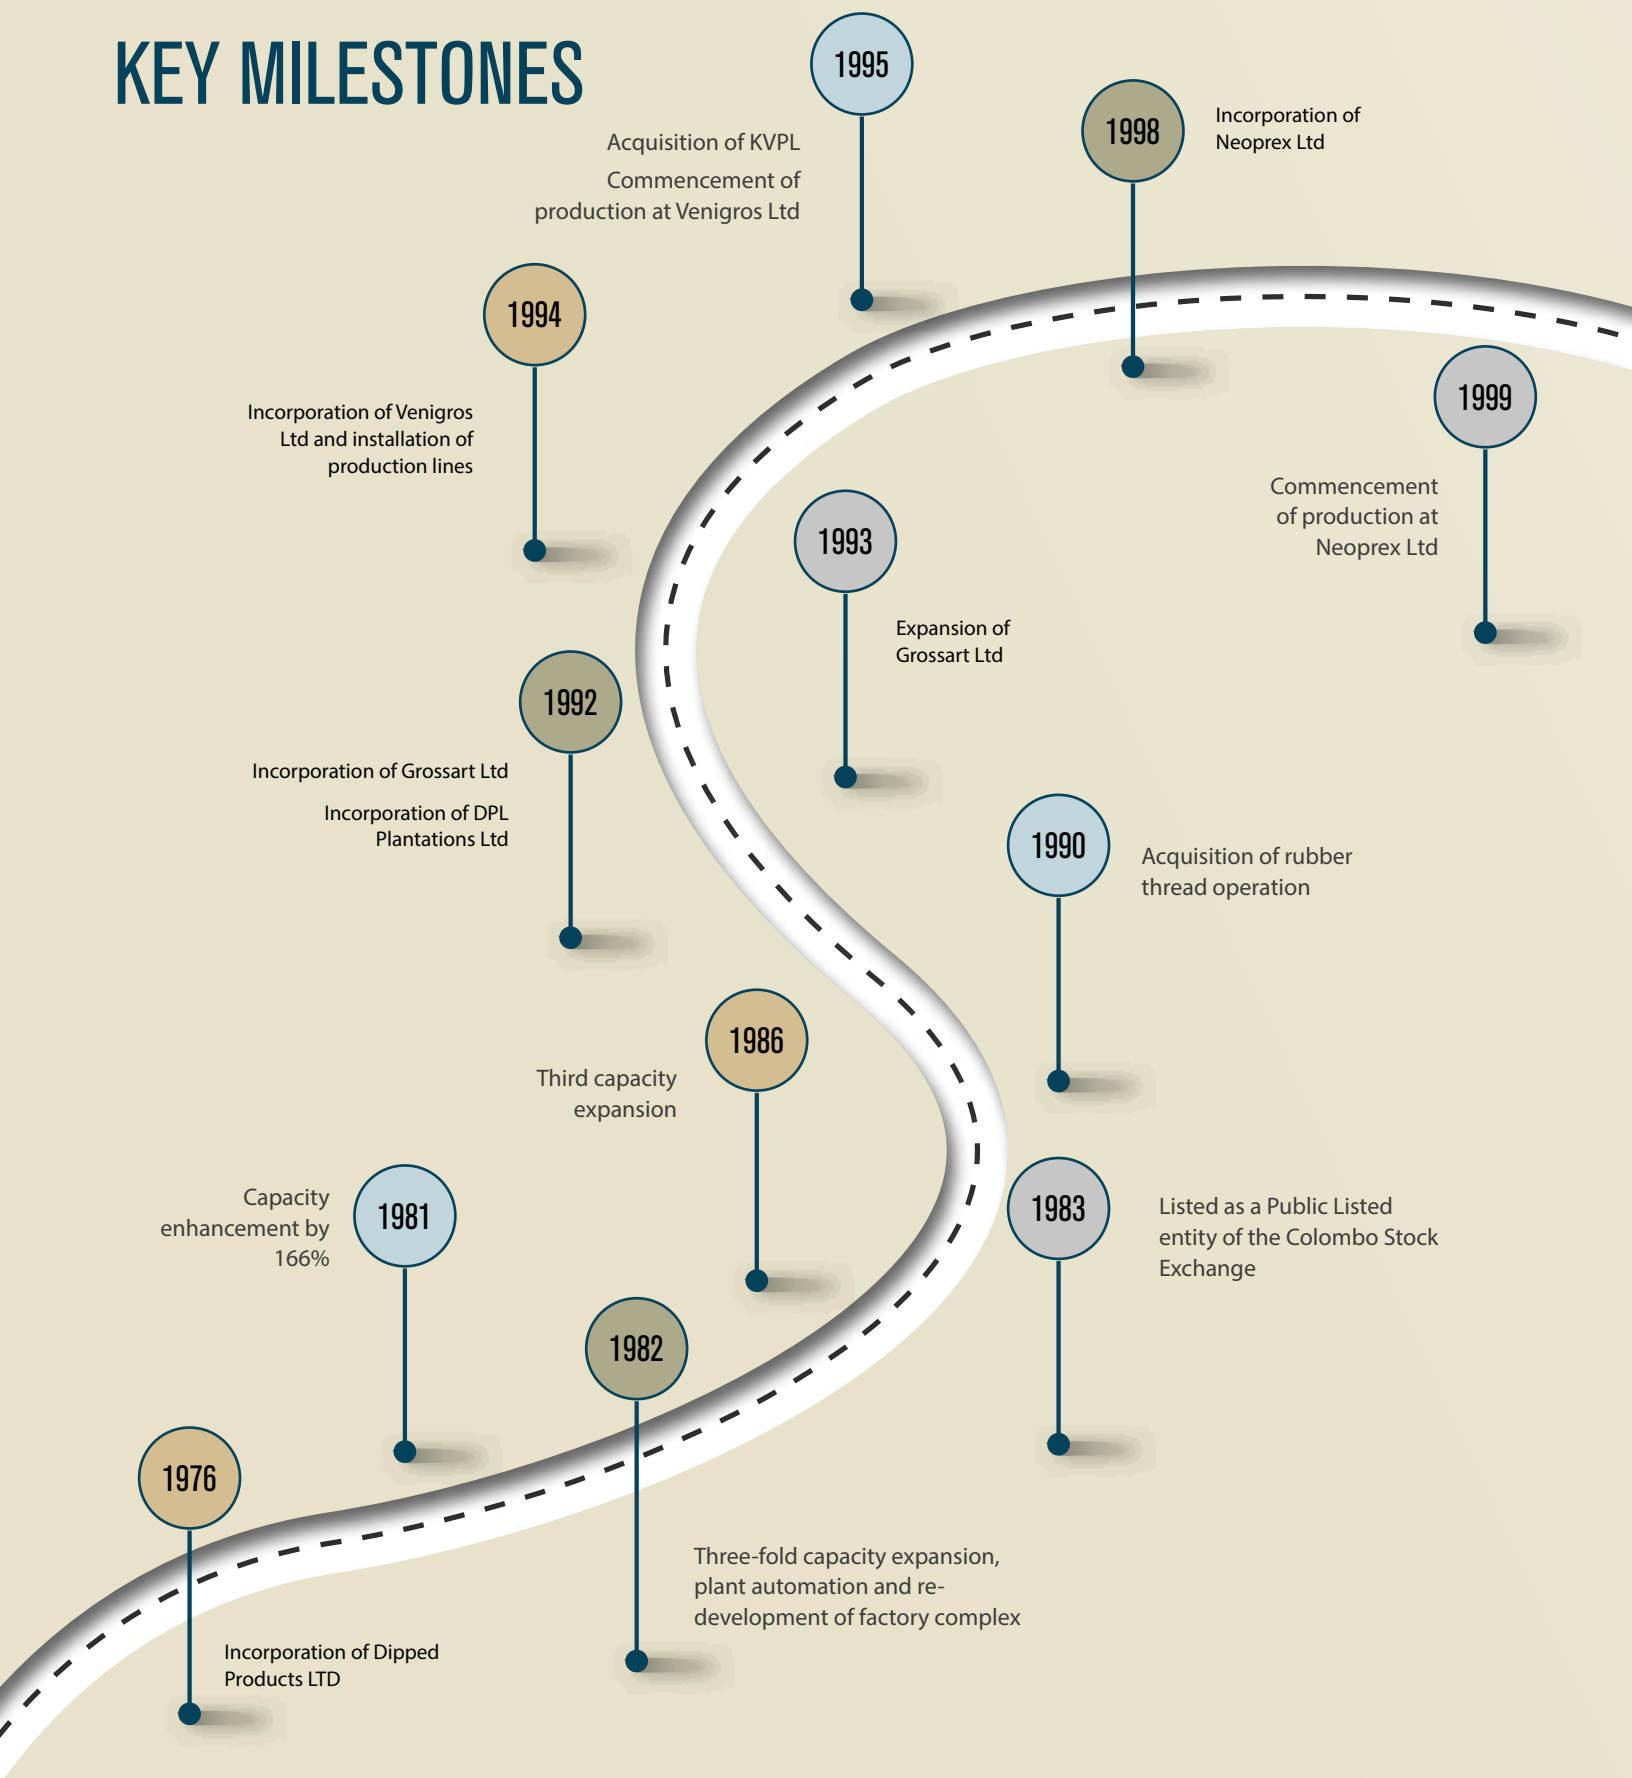 KEY MILESTONES
1995
Acquisition of KVPL
Commencement of
production at Venigros Ltd
1998
Incorporation of
Neoprex Ltd
1994
Incorporation of Venigros
Ltd and installation of
production lines
1999
Commencement
of production at
Neoprex Ltd
1993
Expansion of
Grossart Ltd
1992
Incorporation of Grossart Ltd
Incorporation of DPL
Plantations Ltd
1990
Acquisition of rubber
thread operation
1986
Third capacity
expansion
1981
Capacity
enhancement by
166%
1983
Listed as a Public Listed
entity of the Colombo Stock
Exchange
1982
Three-fold capacity expansion,
plant automation and re-
development of factory complex
1976
Incorporation of Dipped
Products LTD